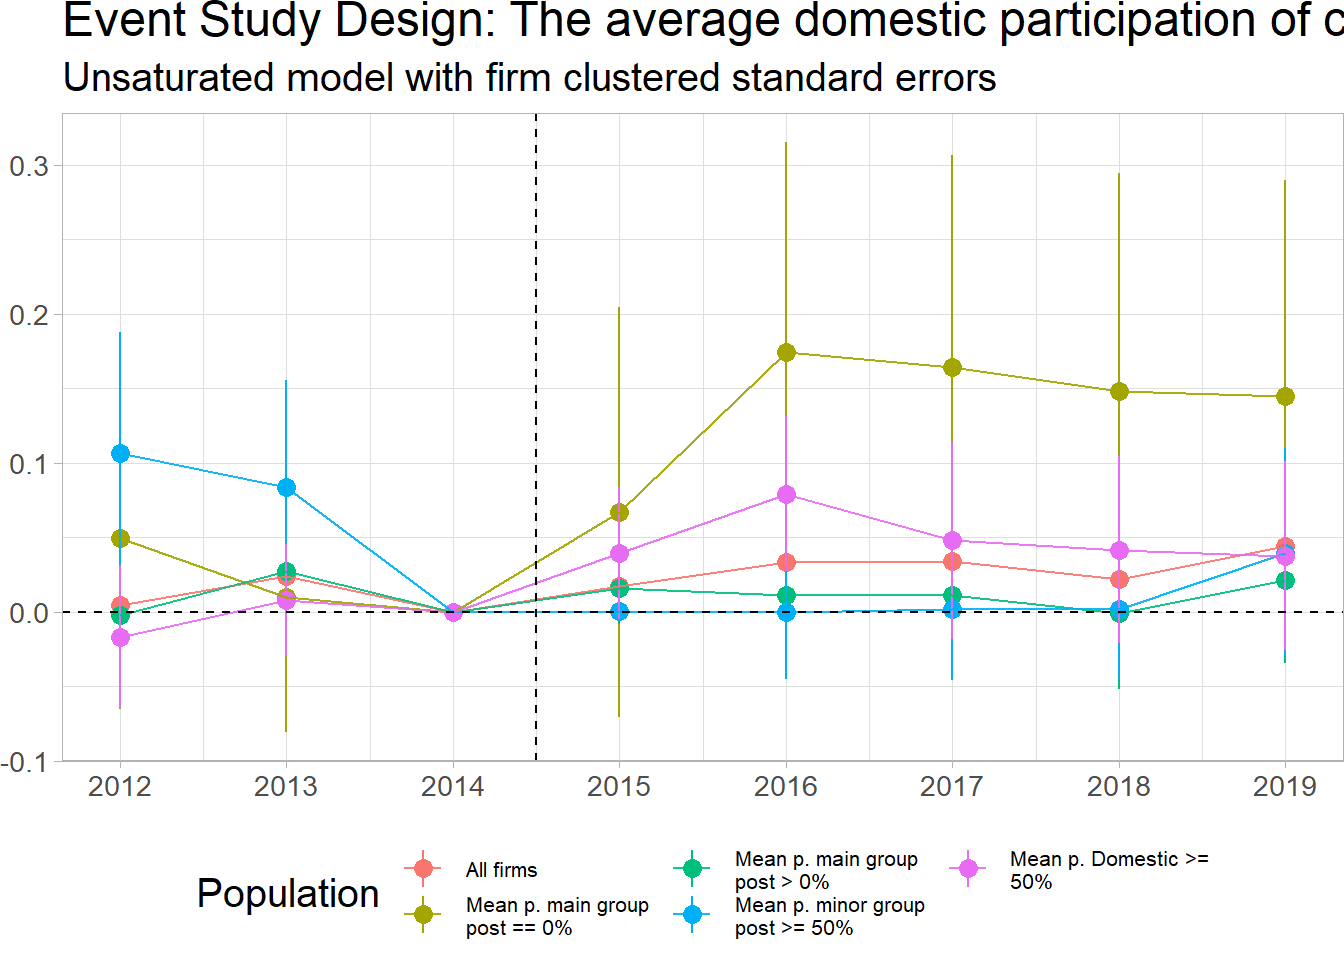 Event Study Design: The average domestic participation of
Unsaturated model with firm clustered standard errors
0.3
0.2
0.1
0.0
-0.1
2012 2013 2014 2015 2016 2017 2018 2019
Population
All firms
Mean p. main group
post == 0%
Mean p. main group
post > 0%
Mean p. minor group
post >= 50%
Mean p. Domestic >=
50%